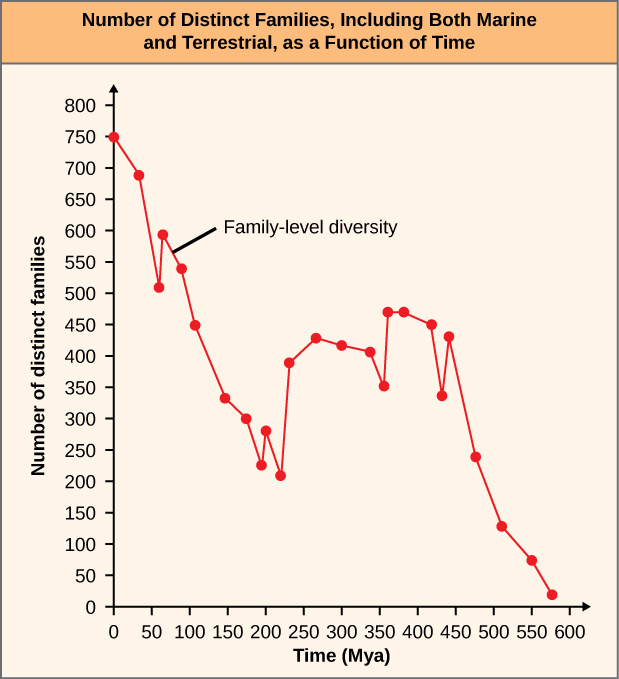 Number of Distinct Families, Including Both Marine
and Terrestrial, as a Function of Time
800
750
700
650
600
550
500
450
400
350
300
250
200
150
100
50
0
Number of distinct families
Family-level diversity
0 50 100 150 200 250 300 350 400 450 500 550 600
Time (Mya)